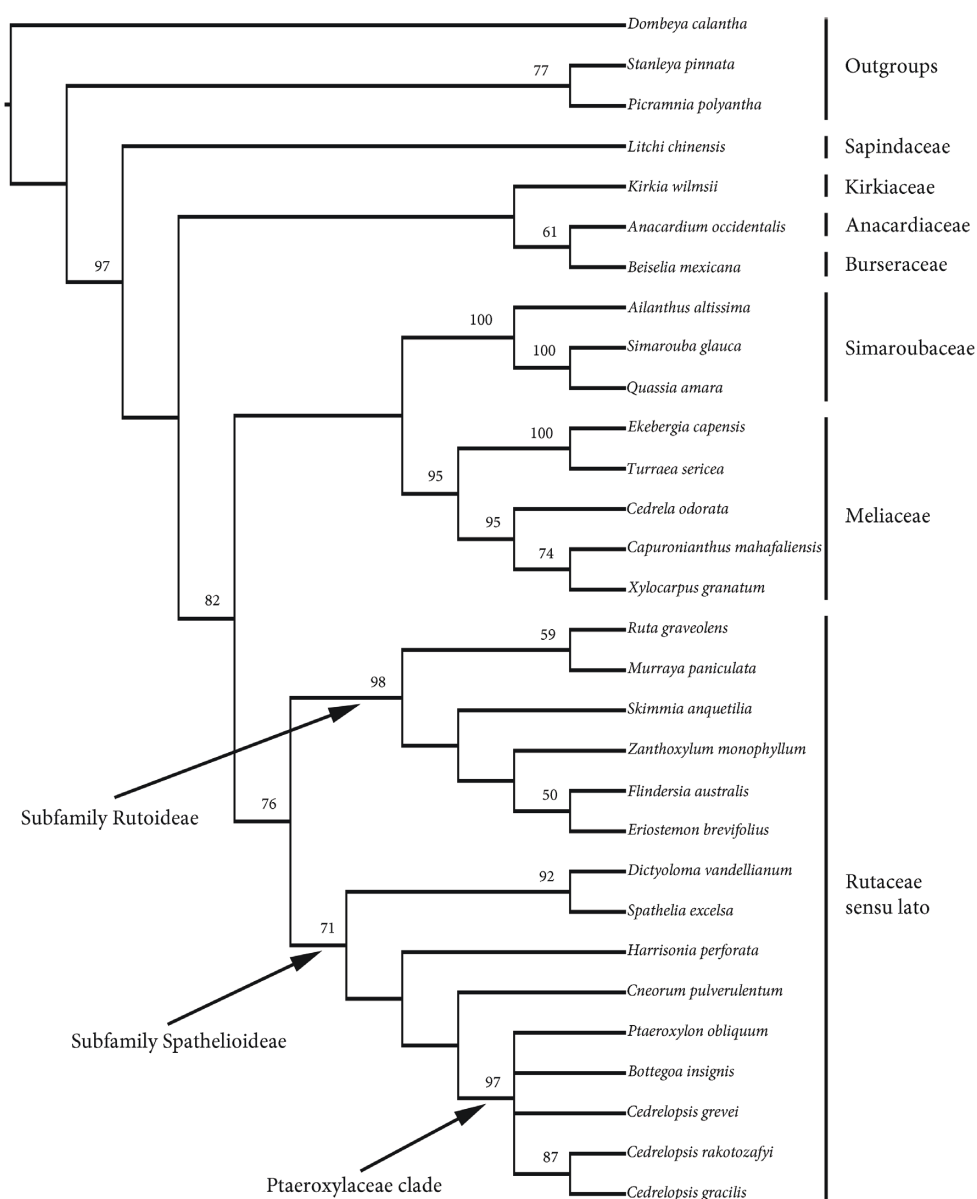 Dombeya calantha
77
Stanleya pinnata
Outgroups
Picramnia polyantha
Litchi chinensis
Sapindaceae
Kirkia wilmsii
Kirkiaceae
Anacardium occidentalis
Anacardiaceae
61
Beiselia mexicana
Burseraceae
97
Ailanthus altissima
100
Simarouba glauca
Simaroubaceae
100
Quassia amara
Ekebergia capensis
100
Turraea sericea
95
Cedrela odorata
Meliaceae
95
Capuronianthus mahafaliensis
74
Xylocarpus granatum
82
Ruta graveolens
59
Murraya paniculata
98
Skimmia anquetilia
Zanthoxylum monophyllum
Flindersia australis
50
76
Subfamily Rutoideae
Eriostemon brevifolius
Dictyoloma vandellianum
92
Rutaceae
sensu lato
Spathelia excelsa
71
Harrisonia perforata
Cneorum pulverulentum
Ptaeroxylon obliquum
Subfamily Spathelioideae
Bottegoa insignis
97
Cedrelopsis grevei
Cedrelopsis rakotozafyi
87
Ptaeroxylaceae clade
Cedrelopsis gracilis